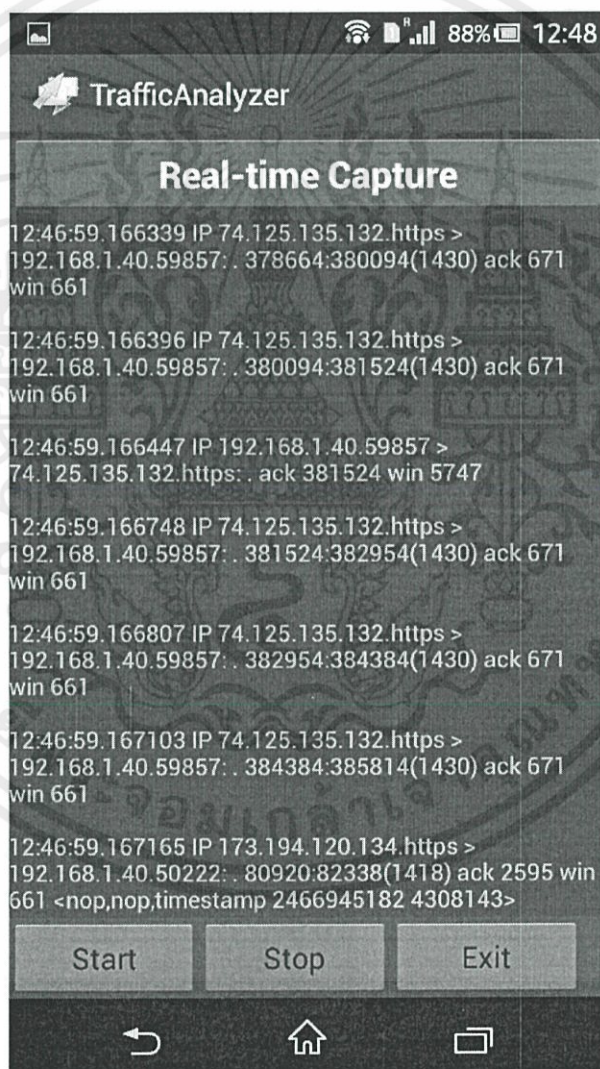 88% 12:48
TrafficAnalyzer
Real-time Capture
12:46:59.166339 IP 74.125.135.132.https >
192.168.1.40.59857: . 378664:380094(1430) ack 671
win 661
12:46:59.166396 IP 74.125.135.132.https >
192.168.1.40.59857: . 380094:381524(1430) ack 671
win 661
12:46:59.166447 IP 192.168.1.40.59857 >
74.125.135.132.https: . ack 381524 win 5747
12:46:59.166748 IP 74.125.135.132.https >
192.168.1.40.59857: . 381524:382954(1430) ack 671
win 661
12:46:59.166807 IP 74.125.135.132.https >
192.168.1.40.59857: . 382954:384384(1430) ack 671
win 661
12:46:59.167103 IP 74.125.135.132.https >
192.168.1.40.59857: . 384384:385814(1430) ack 671
win 661
12:46:59.167165 IP 173.194.120.134.https >
192.168.1.40.50222: . 80920:82338(1418) ack 2595 win
661 <nop,nop,timestamp 2466945182 4308143>
Start Stop Exit